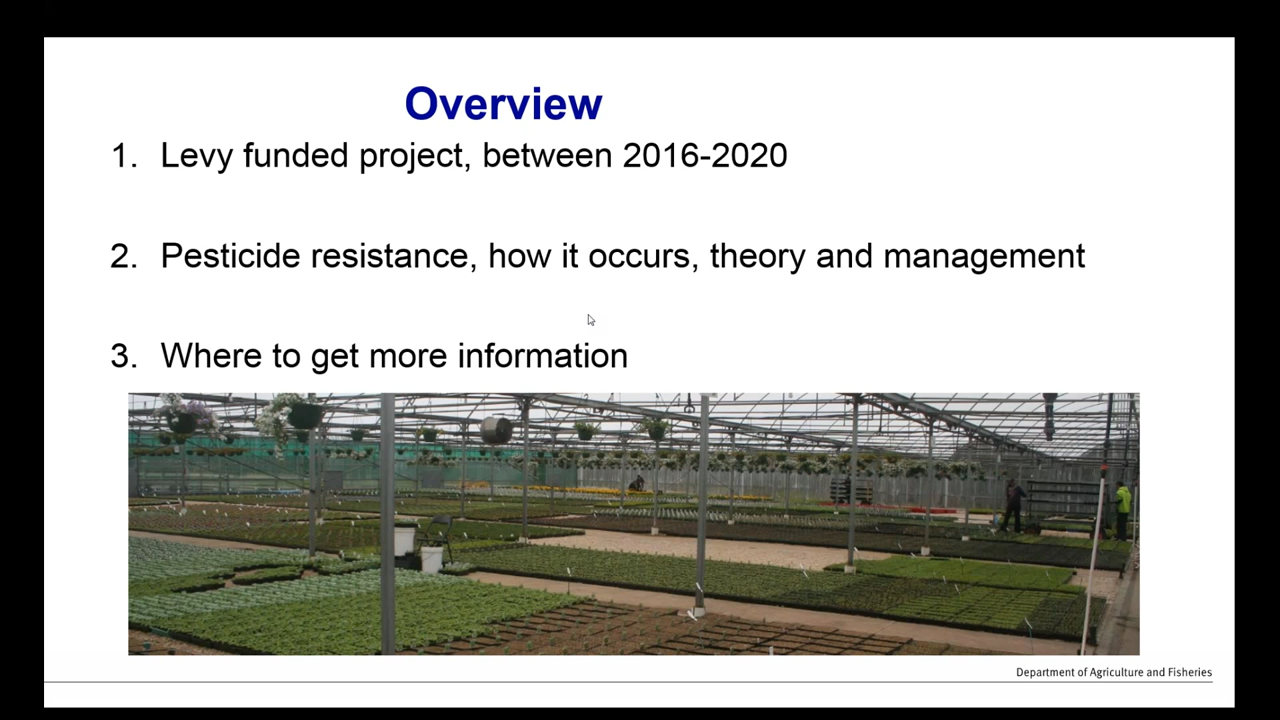 Overview
1. Levy funded project, between 2016-2020
2. Pesticide resistance, how it occurs, theory and management
3. Where to get more information
Department of Agriculture and Fisheries